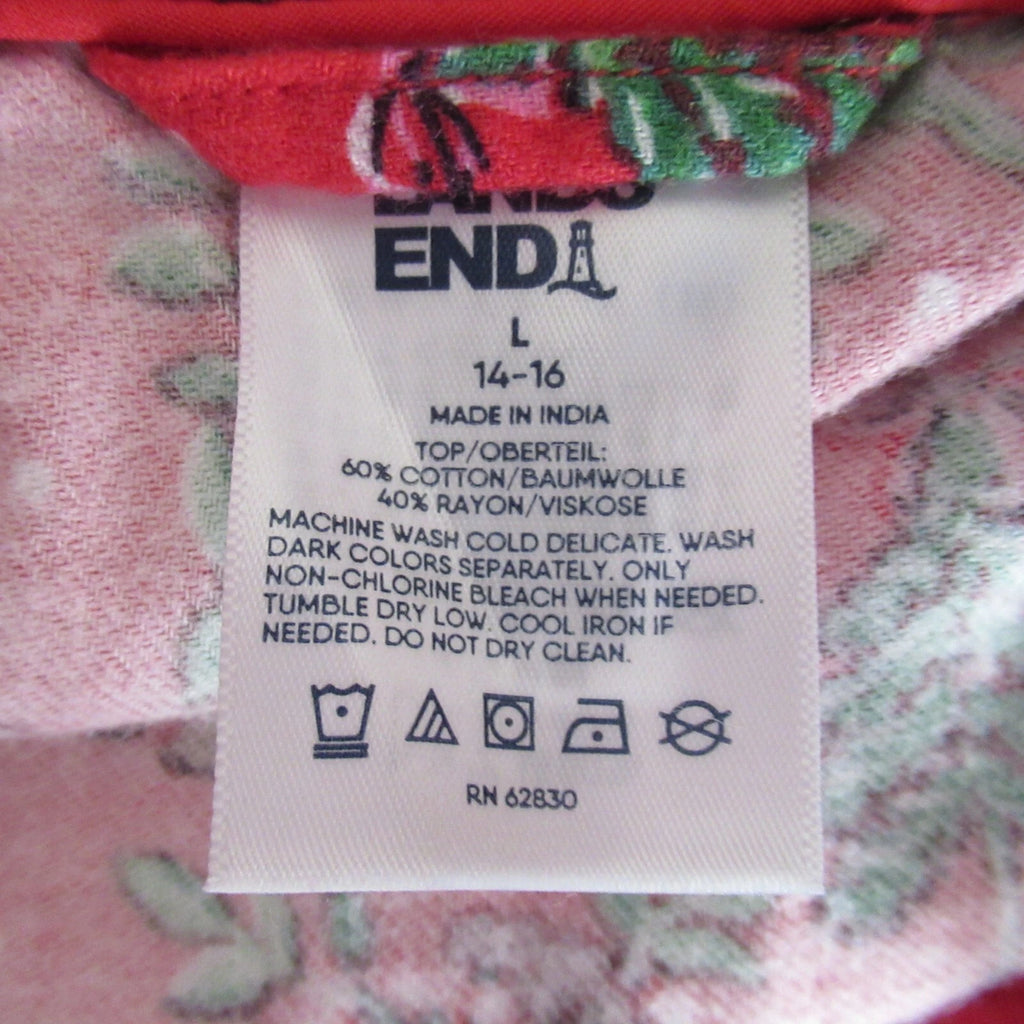 LANDS
END
L
14-16
MADE IN INDIA
TOP/OBERTEIL:
60% COTTON/BAUMWOLLE
40% RAYON/VISKOSE
MACHINE WASH COLD DELICATE. WASH
DARK COLORS SEPARATELY. ONLY
NON-CHLORINE BLEACH WHEN NEEDED.
TUMBLE DRY LOW. COOL IRON IF
NEEDED. DO NOT DRY CLEAN.
RN 62830